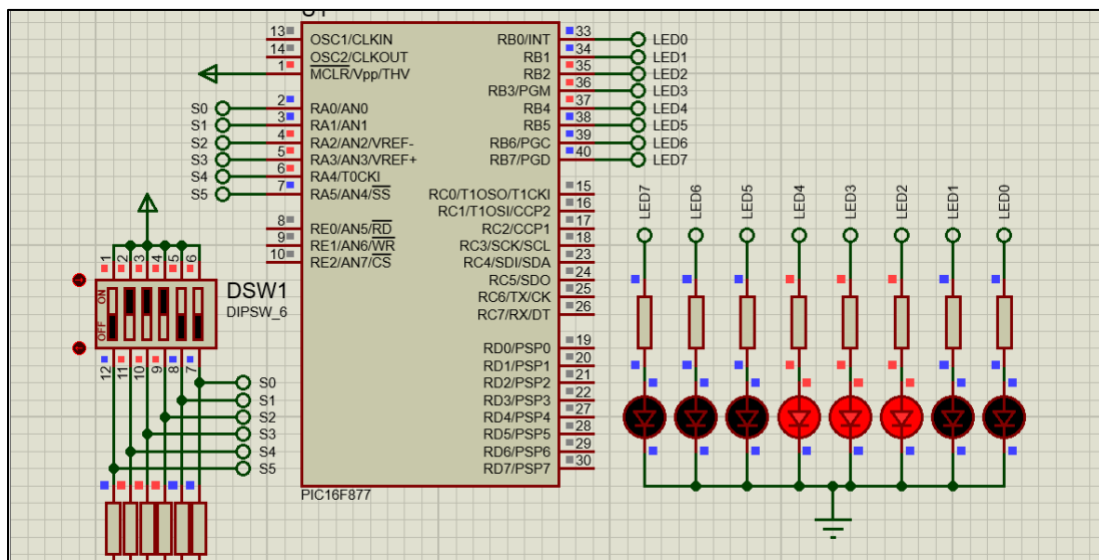 U1
13 OSC1/CLKIN RB0/INT 33 LED0
14 OSC2/CLKOUT RB1 34 LED1
1 MCLR/Vpp/THV RB2 35 LED2
RB3/PGM 36 LED3
S0 2 RA0/AN0 RB4 37 LED4
S1 3 RA1/AN1 RB5 38 LED5
S2 4 RA2/AN2/VREF- RB6/PGC 39 LED6
S3 5 RA3/AN3/VREF+ RB7/PGD 40 LED7
S4 6 RA4/T0CKI
S5 7 RA5/AN4/SS RC0/T1OSO/T1CKI 15
RC1/T1OSI/CCP2 16
8 RE0/AN5/RD RC2/CCP1 17
9 RE1/AN6/WR RC3/SCK/SCL 18
10 RE2/AN7/CS RC4/SDI/SDA 23
RC5/SDO 24
RC6/TX/CK 25
RC7/RX/DT 26
RD0/PSP0 19
RD1/PSP1 20
RD2/PSP2 21
RD3/PSP3 22
RD4/PSP4 27
RD5/PSP5 28
RD6/PSP6 29
RD7/PSP7 30
PIC16F877
1 2 3 4 5 6
ON
OFF
DSW1
DIPSW_6
12 11 10 9 8 7
S0
S1
S2
S3
S4
S5
LED7 LED6 LED5 LED4 LED3 LED2 LED1 LED0